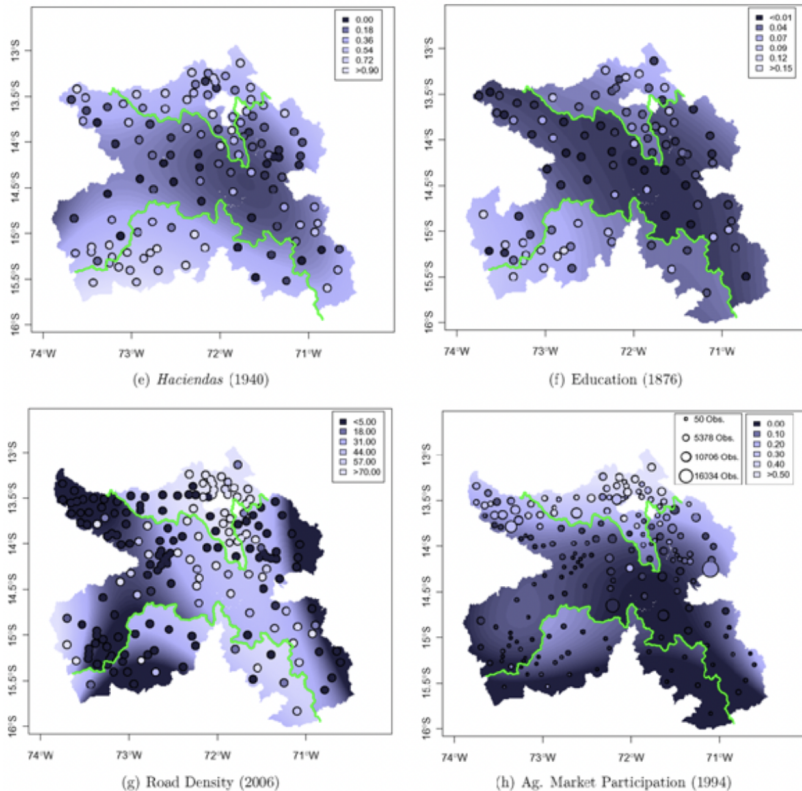 0.00
0.18
0.36
0.54
0.72
>0.90
13°S
13.5°S
14°S
14.5°S
15°S
15.5°S
16°S
74°W
73°W
72°W
71°W
(e) Haciendas (1940)
<0.01
0.04
0.07
0.09
0.12
>0.15
13°S
13.5°S
14°S
14.5°S
15°S
15.5°S
16°S
74°W
73°W
72°W
71°W
(f) Education (1876)
<5.00
18.00
31.00
44.00
57.00
>70.00
13°S
13.5°S
14°S
14.5°S
15°S
15.5°S
16°S
74°W
73°W
72°W
71°W
(g) Road Density (2006)
50 Obs.
5378 Obs.
10706 Obs.
16034 Obs.
0.00
0.10
0.20
0.30
0.40
>0.50
13°S
13.5°S
14°S
14.5°S
15°S
15.5°S
16°S
74°W
73°W
72°W
71°W
(h) Ag. Market Participation (1994)